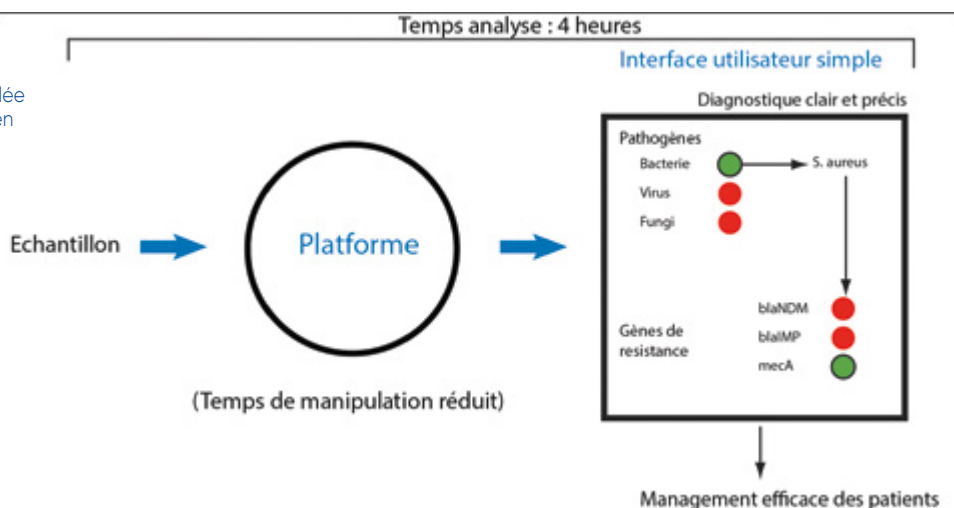 Temps analyse : 4 heures
Interface utilisateur simple
Diagnostique clair et précis
Pathogènes
Bacterie
S. aureus
Virus
Fungi
Echantillon
Platforme
blaNDM
Gènes de
resistance
blaIMP
mecA
(Temps de manipulation réduit)
Management efficace des patients